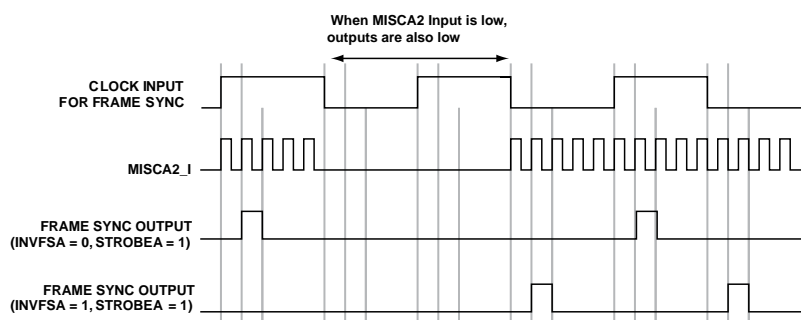 When MISCA2 Input is low,
outputs are also low
CLOCK INPUT
FOR FRAME SYNC
MISCA2_I
FRAME SYNC OUTPUT
(INVFSA = 0, STROBEA = 1)
FRAME SYNC OUTPUT
(INVFSA = 1, STROBEA = 1)